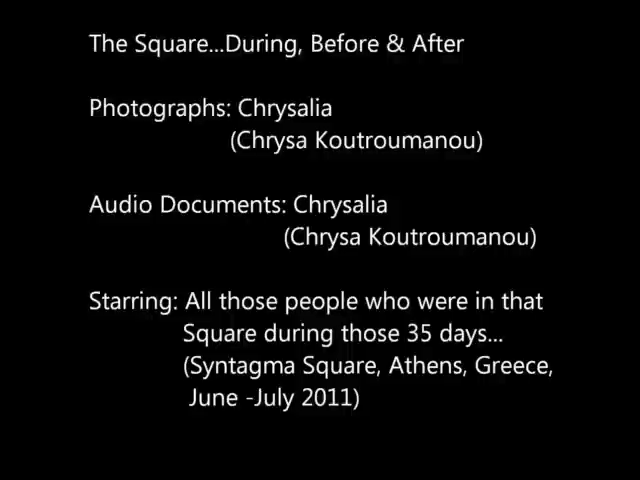 The Square...During, Before & After
Photographs: Chrysalia
(Chrysa Koutroumanou)
Audio Documents: Chrysalia
(Chrysa Koutroumanou)
Starring: All those people who were in that
Square during those 35 days...
(Syntagma Square, Athens, Greece,
June -July 2011)